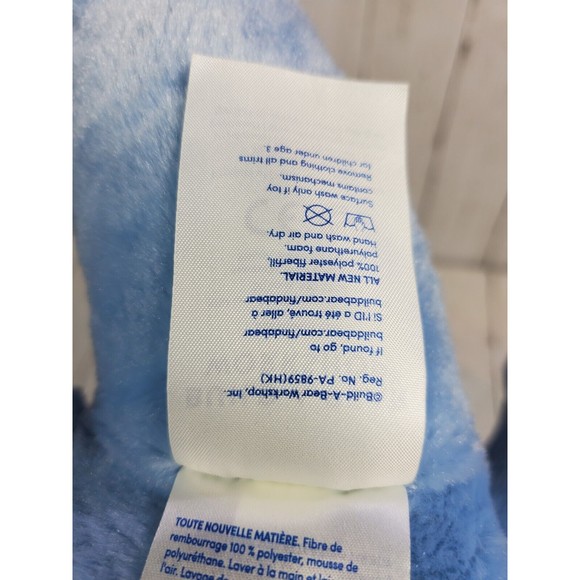 ©Build-A-Bear Workshop, Inc.
Reg. No. PA-9859(HK)
If found, go to
buildabear.com/findabear
Si l'ID a été trouvé, aller à
buildabear.com/findabear
ALL NEW MATERIAL
100% polyester fiberfill,
polyurethane foam.
Hand wash and air dry.
Surface wash only if toy
contains mechanism.
Remove clothing and all trims
for children under age 3.
TOUTE NOUVELLE MATIÈRE. Fibre de
rembourrage 100 % polyester, mousse de
polyuréthane. Laver à la main et
l'air. Lavage de